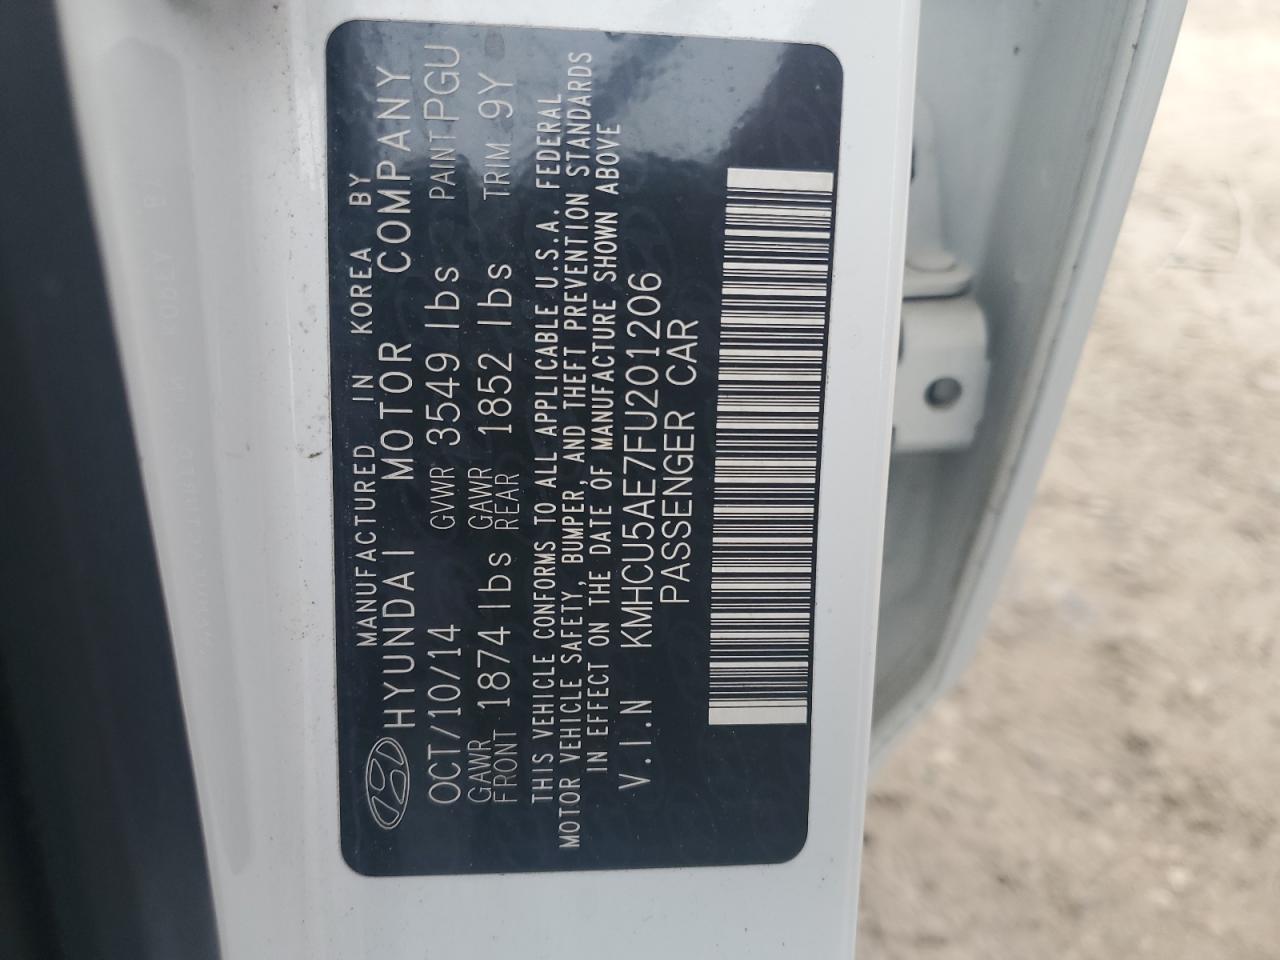 MANUFACTURED IN KOREA BY
HYUNDAI MOTOR COMPANY
OCT/10/14 GVWR 3549 lbs PAINT PGU
GAWR FRONT 1874 lbs GAWR REAR 1852 lbs TRIM 9Y
THIS VEHICLE CONFORMS TO ALL APPLICABLE U.S.A. FEDERAL
MOTOR VEHICLE SAFETY, BUMPER, AND THEFT PREVENTION STANDARDS
IN EFFECT ON THE DATE OF MANUFACTURE SHOWN ABOVE
V.I.N KMHCU5AE7FU201206
PASSENGER CAR